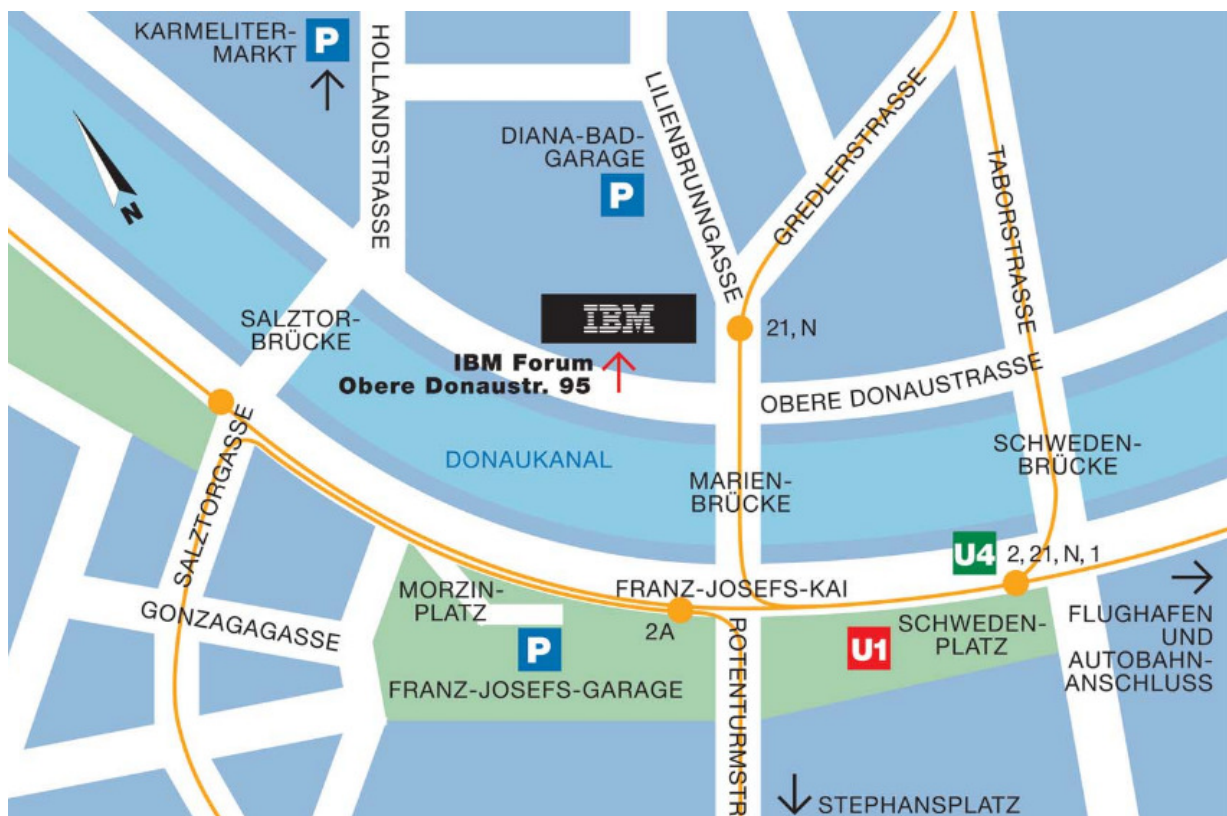 KARMELITER-
MARKT
P
HOLLANDSTRASSE
DIANA-BAD-
GARAGE
P
LILIENBRUNNGASSE
GREDLERSTRASSE
TABORSTRASSE
N
SALZTOR-
BRÜCKE
IBM
IBM Forum
Obere Donaustr. 95
21, N
OBERE DONAUSTRASSE
DONAUKANAL
MARIEN-
BRÜCKE
SCHWEDEN-
BRÜCKE
SALZTORGASSE
GONZAGAGASSE
MORZIN-
PLATZ
FRANZ-JOSEFS-KAI
2A
P
FRANZ-JOSEFS-GARAGE
ROTENTURMSTR
U4
2, 21, N, 1
U1
SCHWEDEN-
PLATZ
FLUGHAFEN
UND
AUTOBAHN-
ANSCHLUSS
STEPHANSPLATZ